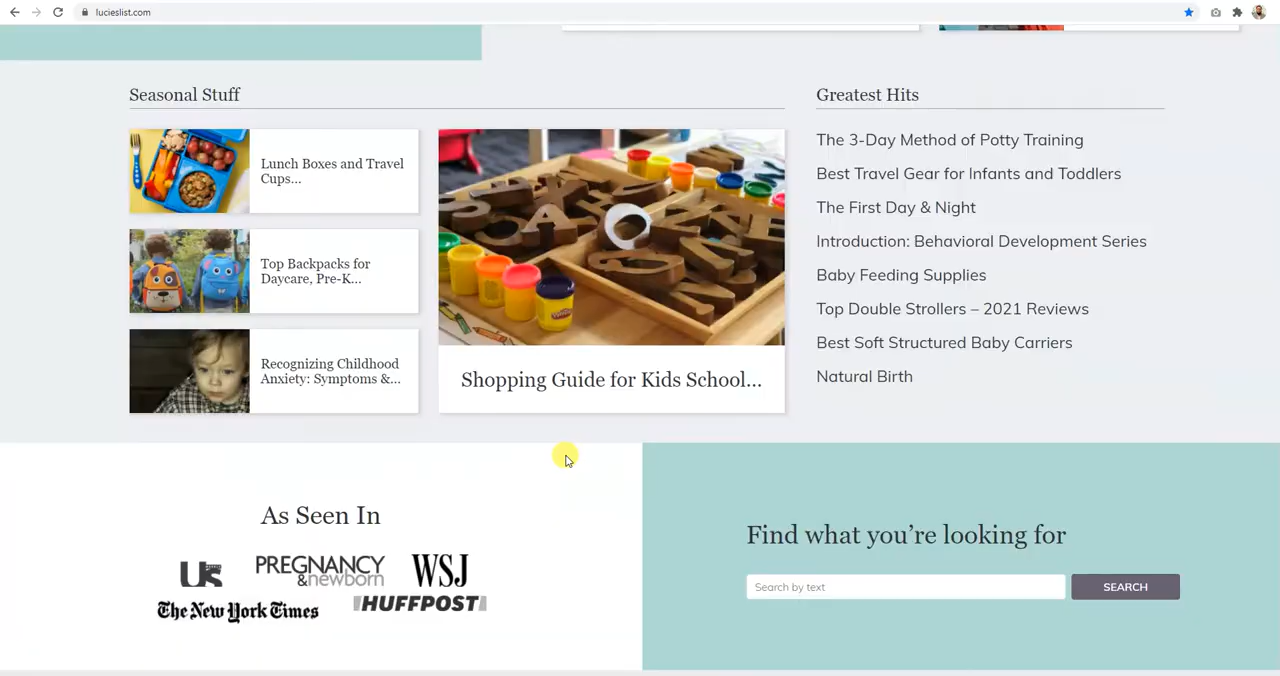 lucieslist.com
Seasonal Stuff
Lunch Boxes and Travel
Cups...
Top Backpacks for
Daycare, Pre-K...
Recognizing Childhood
Anxiety: Symptoms &...
Shopping Guide for Kids School...
Greatest Hits
The 3-Day Method of Potty Training
Best Travel Gear for Infants and Toddlers
The First Day & Night
Introduction: Behavioral Development Series
Baby Feeding Supplies
Top Double Strollers – 2021 Reviews
Best Soft Structured Baby Carriers
Natural Birth
As Seen In
Us
PREGNANCY
&newborn
WSJ
The New York Times
HUFFPOST
Find what you’re looking for
Search by text
SEARCH